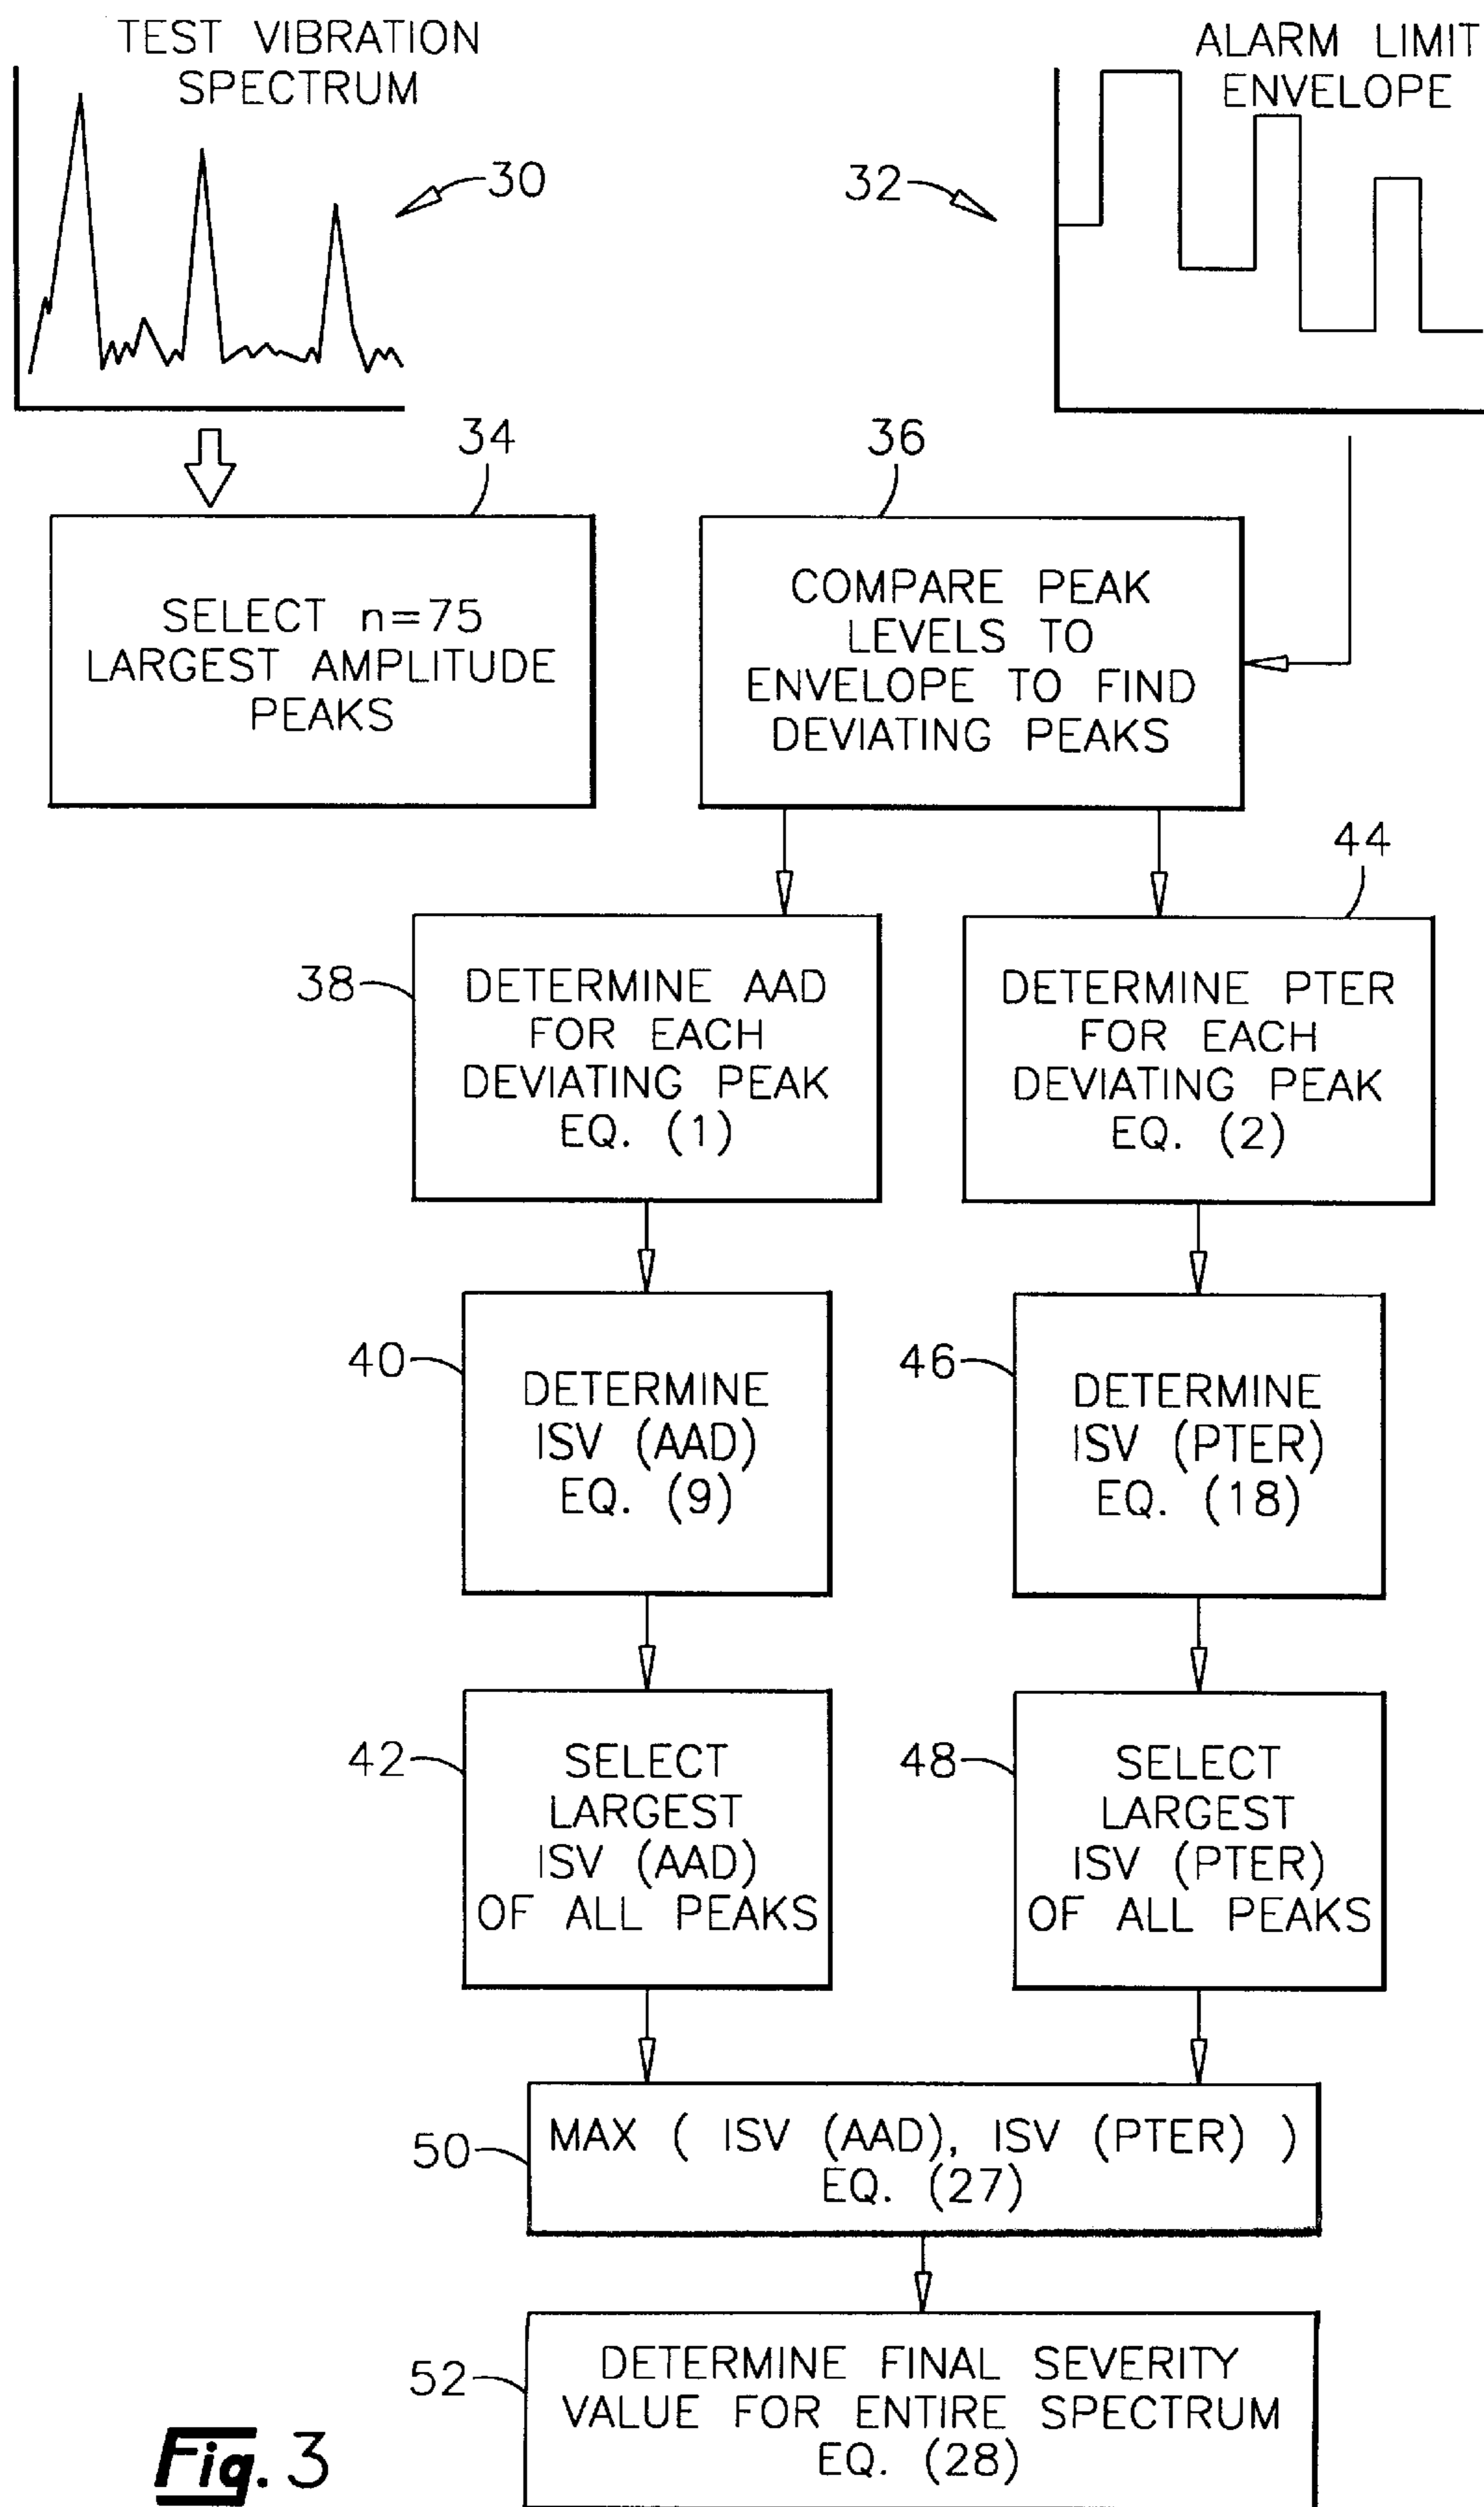 TEST VIBRATION
SPECTRUM
30
ALARM LIMIT
ENVELOPE
32
34
SELECT n=75
LARGEST AMPLITUDE
PEAKS
36
COMPARE PEAK
LEVELS TO
ENVELOPE TO FIND
DEVIATING PEAKS
38
DETERMINE AAD
FOR EACH
DEVIATING PEAK
EQ. (1)
44
DETERMINE PTER
FOR EACH
DEVIATING PEAK
EQ. (2)
40
DETERMINE
ISV (AAD)
EQ. (9)
46
DETERMINE
ISV (PTER)
EQ. (18)
42
SELECT
LARGEST
ISV (AAD)
OF ALL PEAKS
48
SELECT
LARGEST
ISV (PTER)
OF ALL PEAKS
50
MAX ( ISV (AAD), ISV (PTER) )
EQ. (27)
52
DETERMINE FINAL SEVERITY
VALUE FOR ENTIRE SPECTRUM
EQ. (28)
Fig. 3